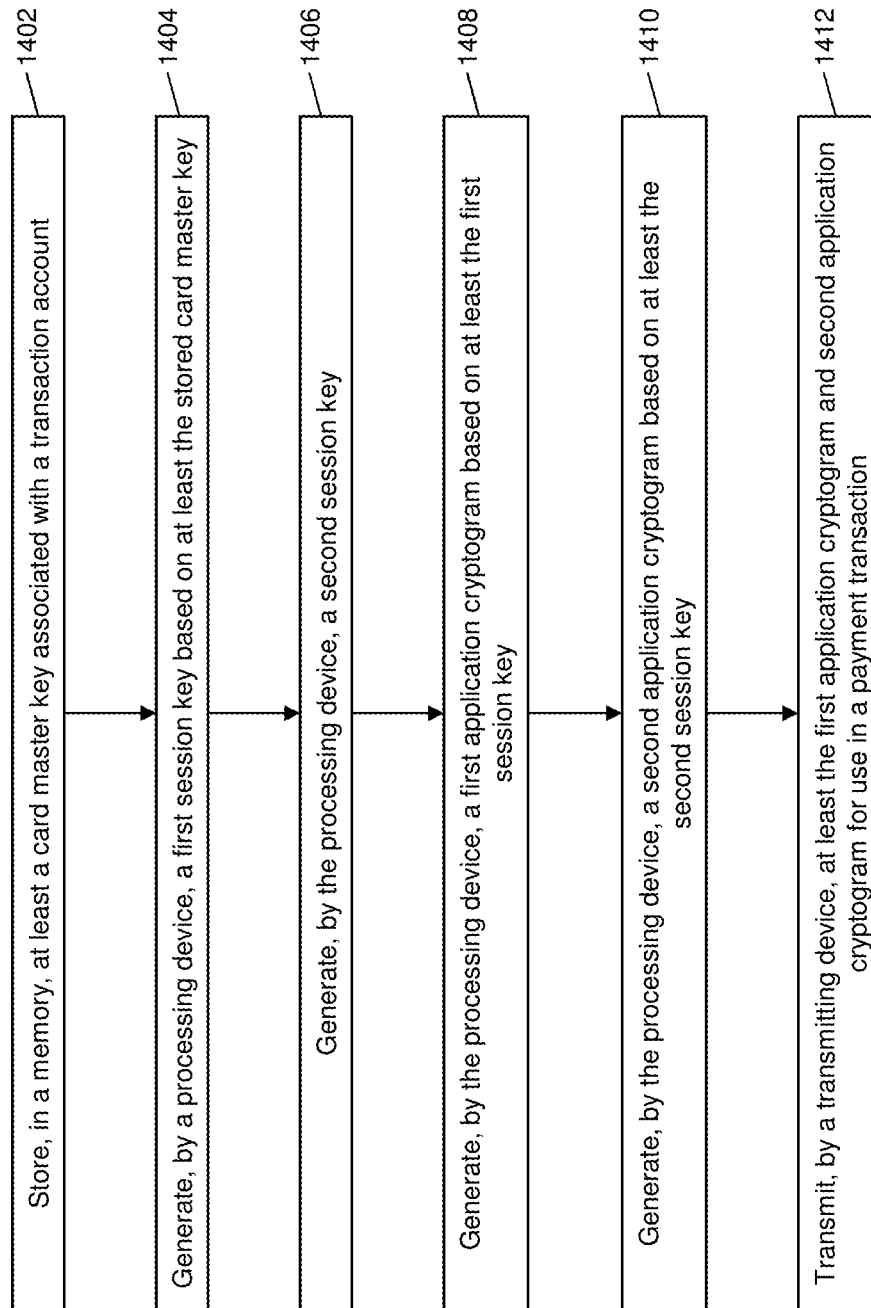 Store, in a memory, at least a card master key associated with a transaction account
1402
Generate, by a processing device, a first session key based on at least the stored card master key
1404
Generate, by the processing device, a second session key
1406
Generate, by the processing device, a first application cryptogram based on at least the first
session key
1408
Generate, by the processing device, a second application cryptogram based on at least the
second session key
1410
Transmit, by a transmitting device, at least the first application cryptogram and second application
cryptogram for use in a payment transaction
1412